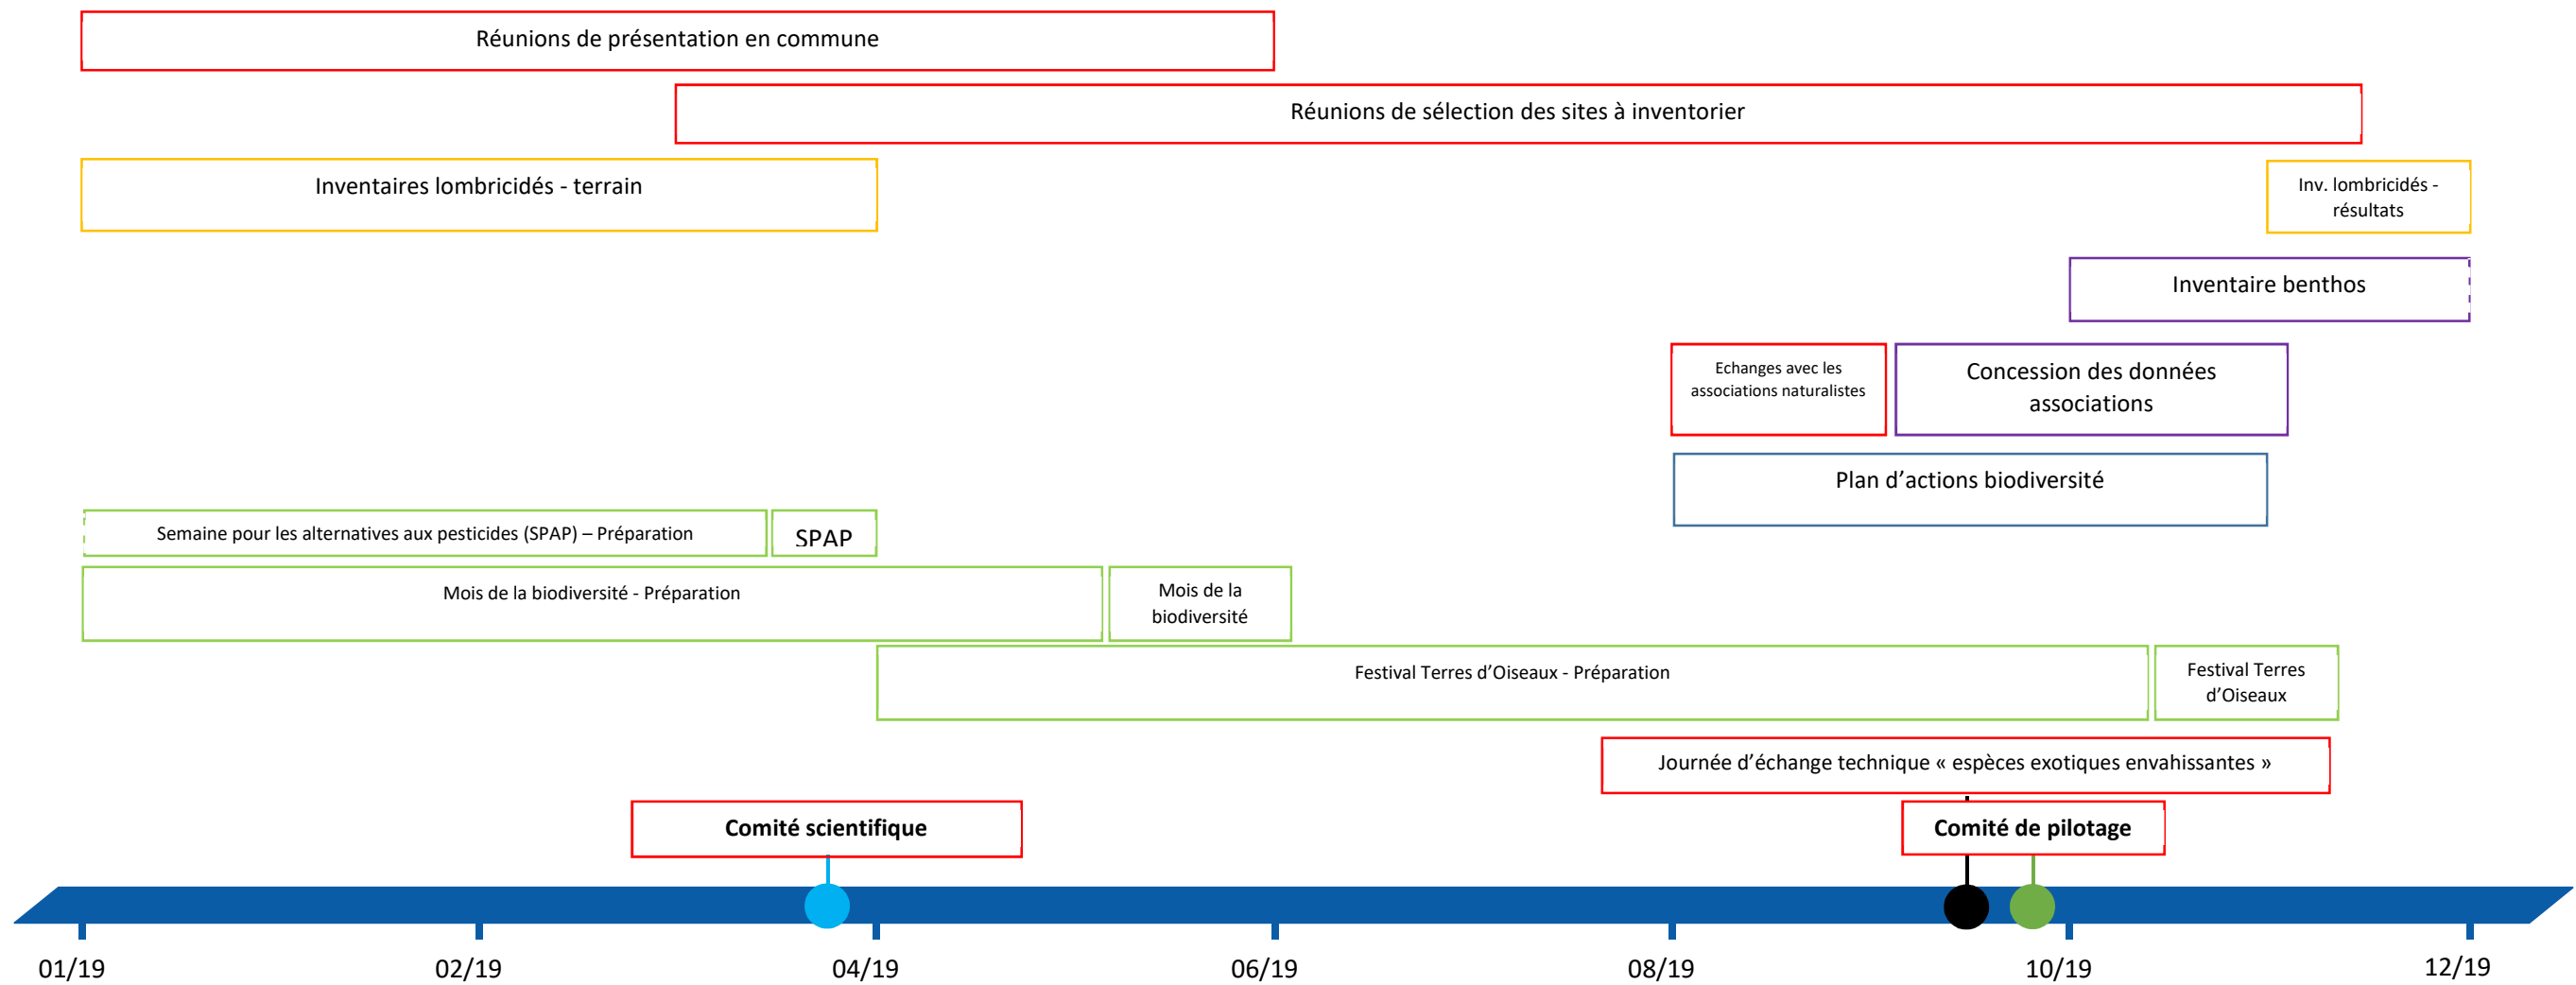 Réunions de présentation en commune
Réunions de sélection des sites à inventorier
Inventaires lombricidés - terrain
Inv. lombricidés -
résultats
Inventaire benthos
Echanges avec les
associations naturalistes
Concession des données
associations
Plan d’actions biodiversité
Semaine pour les alternatives aux pesticides (SPAP) – Préparation
SPAP
Mois de la biodiversité - Préparation
Mois de la
biodiversité
Festival Terres d’Oiseaux - Préparation
Festival Terres
d’Oiseaux
Journée d’échange technique « espèces exotiques envahissantes »
Comité scientifique
Comité de pilotage
01/19
02/19
04/19
06/19
08/19
10/19
12/19